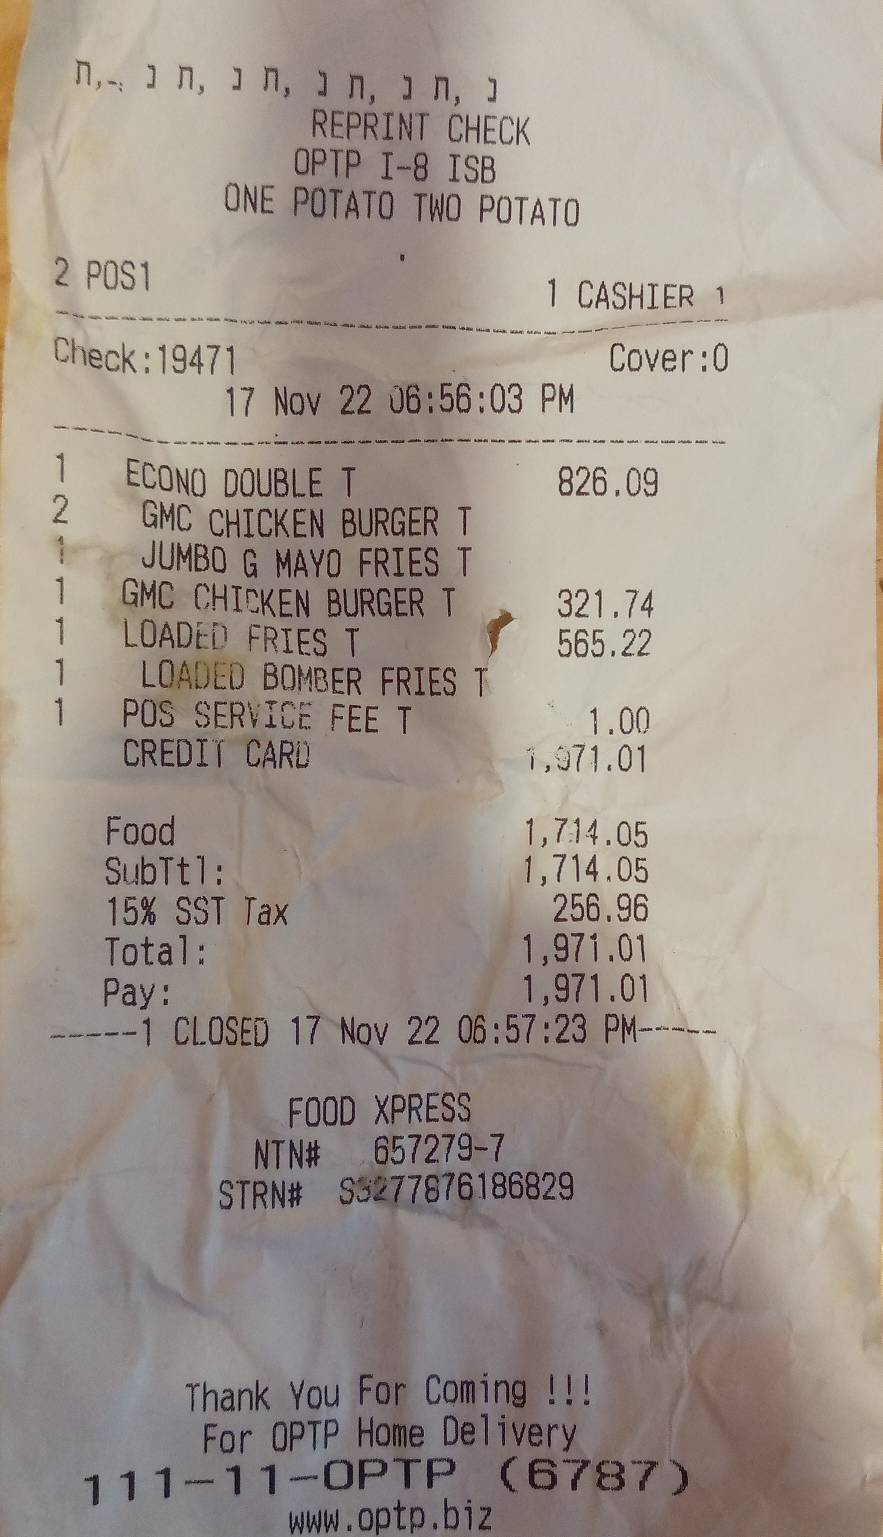 ת, נ ת, נ ת, נ ת, נ ת, נ
REPRINT CHECK
OPTP I-8 ISB
ONE POTATO TWO POTATO
2 POS1 1 CASHIER 1
Check:19471 Cover:0
17 Nov 22 06:56:03 PM
1 ECONO DOUBLE T 826.09
2 GMC CHICKEN BURGER T
1 JUMBO G MAYO FRIES T
1 GMC CHICKEN BURGER T 321.74
1 LOADED FRIES T 565.22
1 LOADED BOMBER FRIES T
1 POS SERVICE FEE T 1.00
CREDIT CARD 1,971.01
Food 1,714.05
SubTtl: 1,714.05
15% SST Tax 256.96
Total: 1,971.01
Pay: 1,971.01
-----1 CLOSED 17 Nov 22 06:57:23 PM-----
FOOD XPRESS
NTN# 657279-7
STRN# S3277876186829
Thank You For Coming !!!
For OPTP Home Delivery
111-11-OPTP (6787)
www.optp.biz